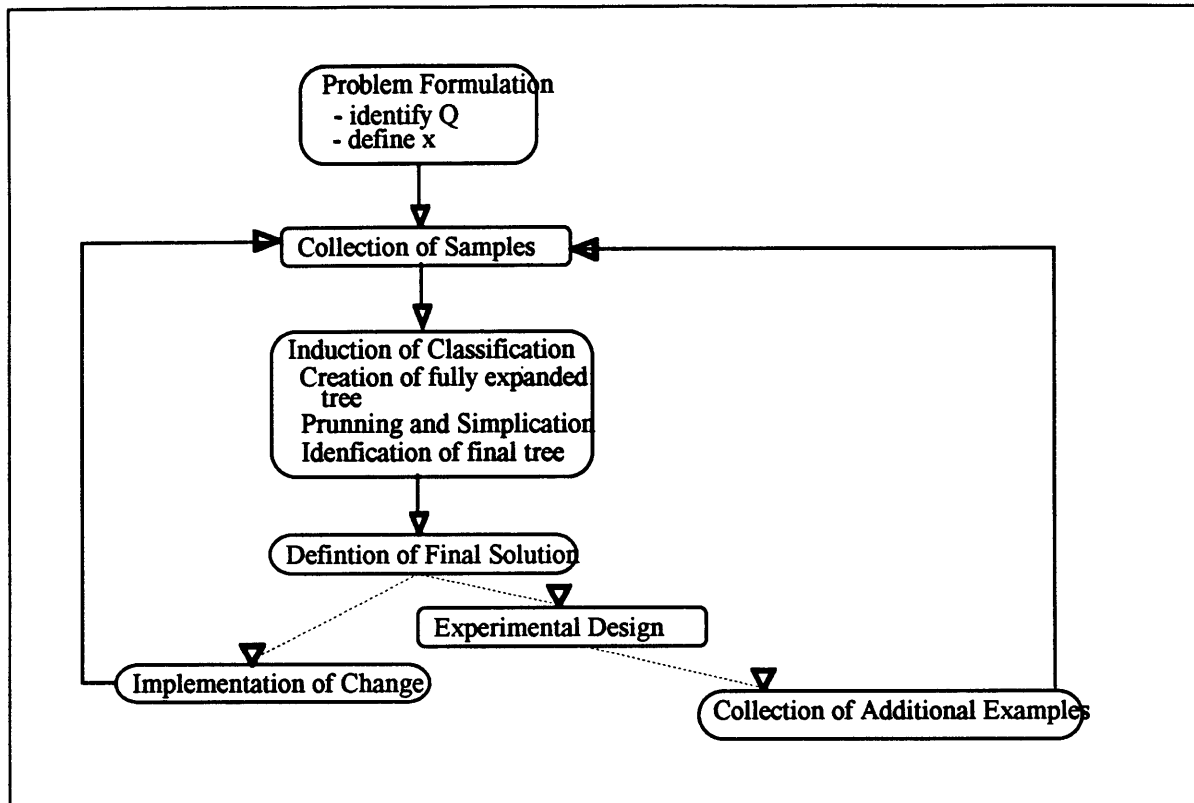 Problem Formulation
- identify Q
- define x
Collection of Samples
Induction of Classification
Creation of fully expanded
tree
Prunning and Simplication
Idenfication of final tree
Defintion of Final Solution
Experimental Design
Implementation of Change
Collection of Additional Examples